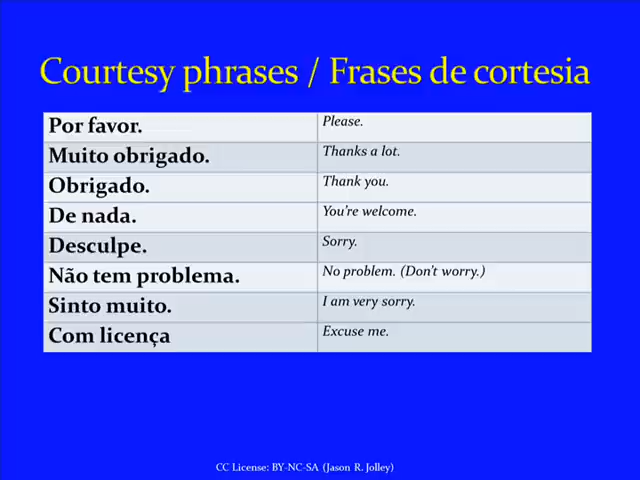 Courtesy phrases / Frases de cortesia
Por favor. Please.
Muito obrigado. Thanks a lot.
Obrigado. Thank you.
De nada. You're welcome.
Desculpe. Sorry.
Não tem problema. No problem. (Don't worry.)
Sinto muito. I am very sorry.
Com licença Excuse me.
CC License: BY-NC-SA (Jason R. Jolley)